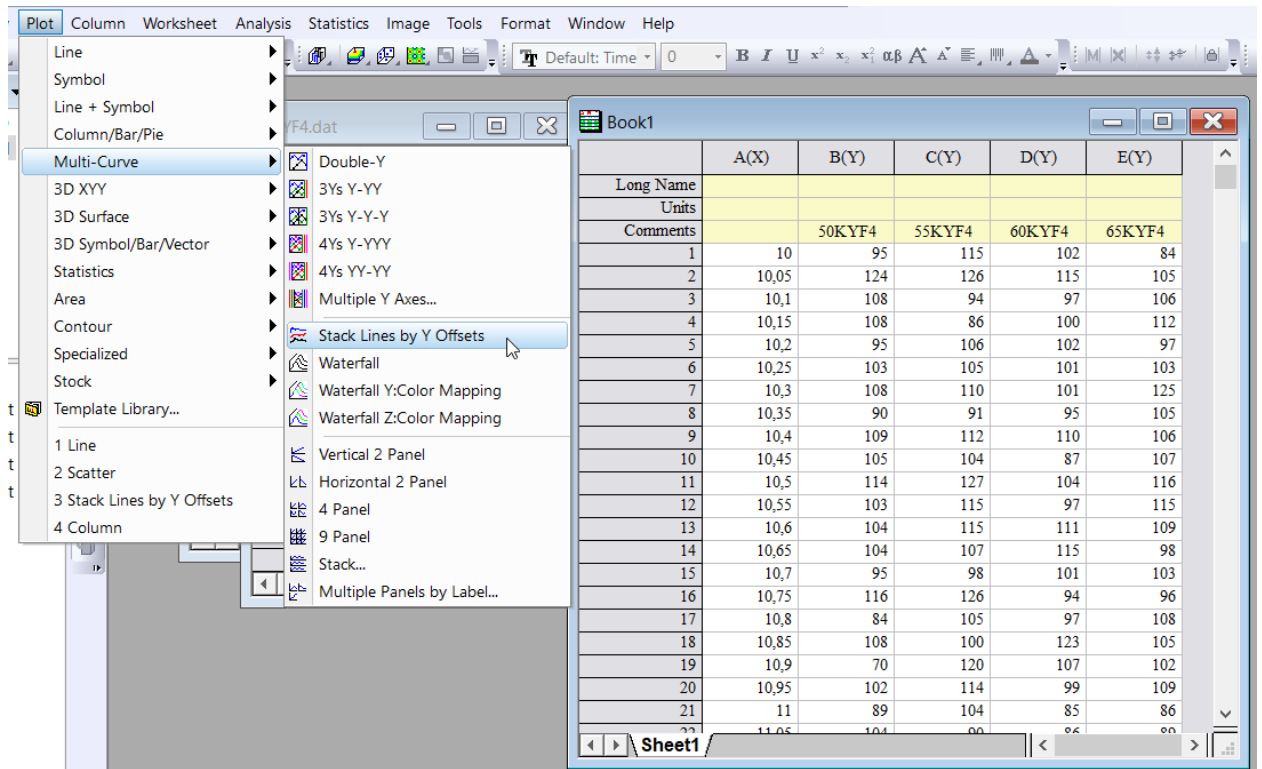 Plot Column Worksheet Analysis Statistics Image Tools Format Window Help
Default: Time 0 B I U x² x₂ x₁² αβ A A
Line
Symbol
Line + Symbol
Column/Bar/Pie
Multi-Curve
3D XYY
3D Surface
3D Symbol/Bar/Vector
Statistics
Area
Contour
Specialized
Stock
Template Library...
1 Line
2 Scatter
3 Stack Lines by Y Offsets
4 Column
t
t
t
t
YF4.dat
Double-Y
3Ys Y-YY
3Ys Y-Y-Y
4Ys Y-YYY
4Ys YY-YY
Multiple Y Axes...
Stack Lines by Y Offsets
Waterfall
Waterfall Y:Color Mapping
Waterfall Z:Color Mapping
Vertical 2 Panel
Horizontal 2 Panel
4 Panel
9 Panel
Stack...
Multiple Panels by Label...
Book1
A(X) B(Y) C(Y) D(Y) E(Y)
Long Name
Units
Comments 50KYF4 55KYF4 60KYF4 65KYF4
1 10 95 115 102 84
2 10,05 124 126 115 105
3 10,1 108 94 97 106
4 10,15 108 86 100 112
5 10,2 95 106 102 97
6 10,25 103 105 101 103
7 10,3 108 110 101 125
8 10,35 90 91 95 105
9 10,4 109 112 110 106
10 10,45 105 104 87 107
11 10,5 114 127 104 116
12 10,55 103 115 97 115
13 10,6 104 115 111 109
14 10,65 104 107 115 98
15 10,7 95 98 101 103
16 10,75 116 126 94 96
17 10,8 84 105 97 108
18 10,85 108 100 123 105
19 10,9 70 120 107 102
20 10,95 102 114 99 109
21 11 89 104 85 86
22 11,05 104 90 86 89
Sheet1